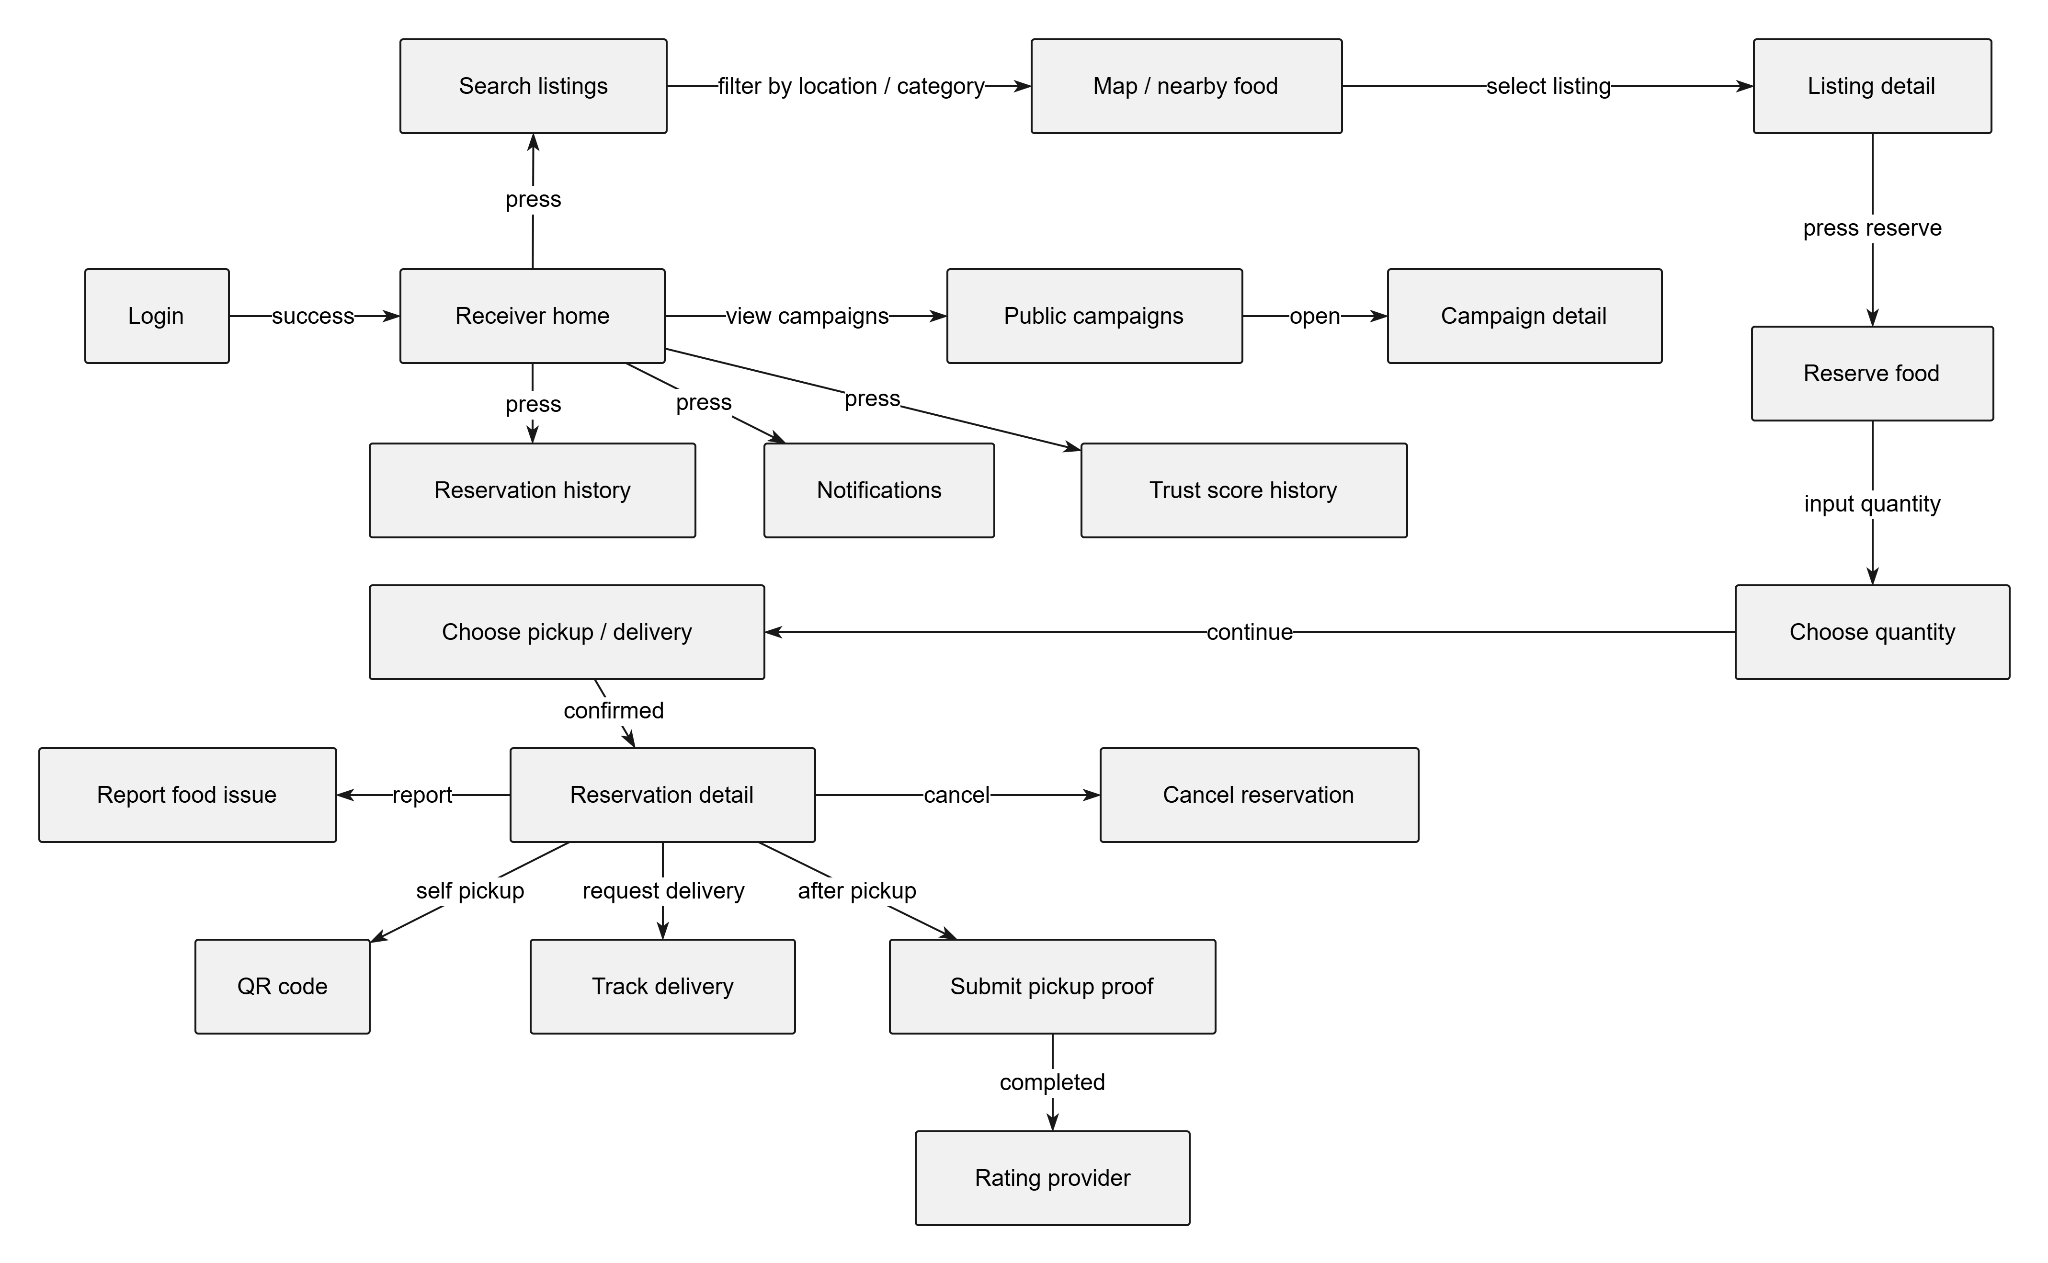 Search listings
filter by location / category
Map / nearby food
select listing
Listing detail
press
press reserve
Login
success
Receiver home
view campaigns
Public campaigns
open
Campaign detail
Reserve food
press
press
press
Reservation history
Notifications
Trust score history
input quantity
Choose pickup / delivery
continue
Choose quantity
confirmed
Report food issue
report
Reservation detail
cancel
Cancel reservation
self pickup
request delivery
after pickup
QR code
Track delivery
Submit pickup proof
completed
Rating provider